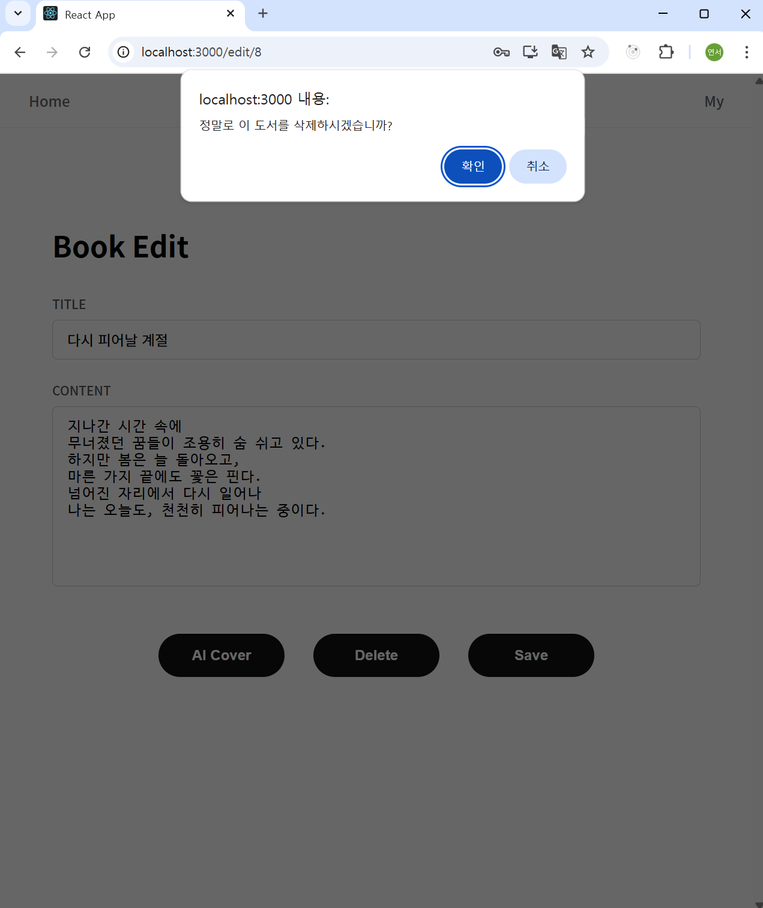 React App
localhost:3000/edit/8
연서
Home
My
localhost:3000 내용:
정말로 이 도서를 삭제하시겠습니까?
확인
취소
Book Edit
TITLE
다시 피어날 계절
CONTENT
지나간 시간 속에
무너졌던 꿈들이 조용히 숨 쉬고 있다.
하지만 봄은 늘 돌아오고,
마른 가지 끝에도 꽃은 핀다.
넘어진 자리에서 다시 일어나
나는 오늘도, 천천히 피어나는 중이다.
AI Cover
Delete
Save